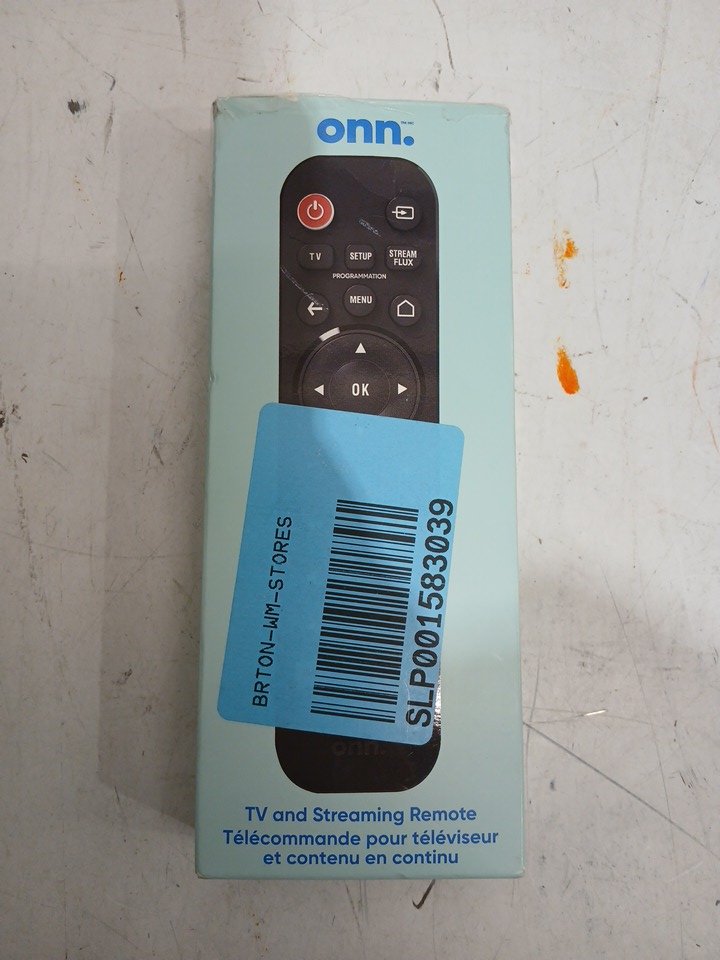 onn.
TV
SETUP
STREAM
FLUX
PROGRAMMATION
MENU
OK
BRTON-WM-STORES
SLP001583039
onn.
TV and Streaming Remote
Télécommande pour téléviseur
et contenu en continu